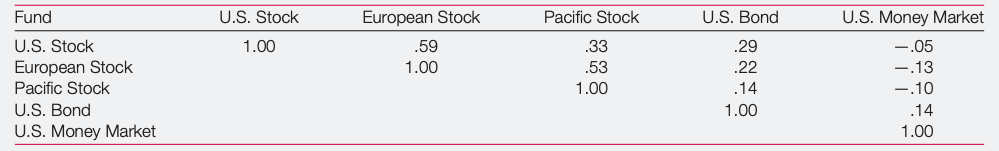 Fund U.S. Stock European Stock Pacific Stock U.S. Bond U.S. Money Market
U.S. Stock 1.00 .59 .33 .29 —.05
European Stock 1.00 .53 .22 —.13
Pacific Stock 1.00 .14 —.10
U.S. Bond 1.00 .14
U.S. Money Market 1.00